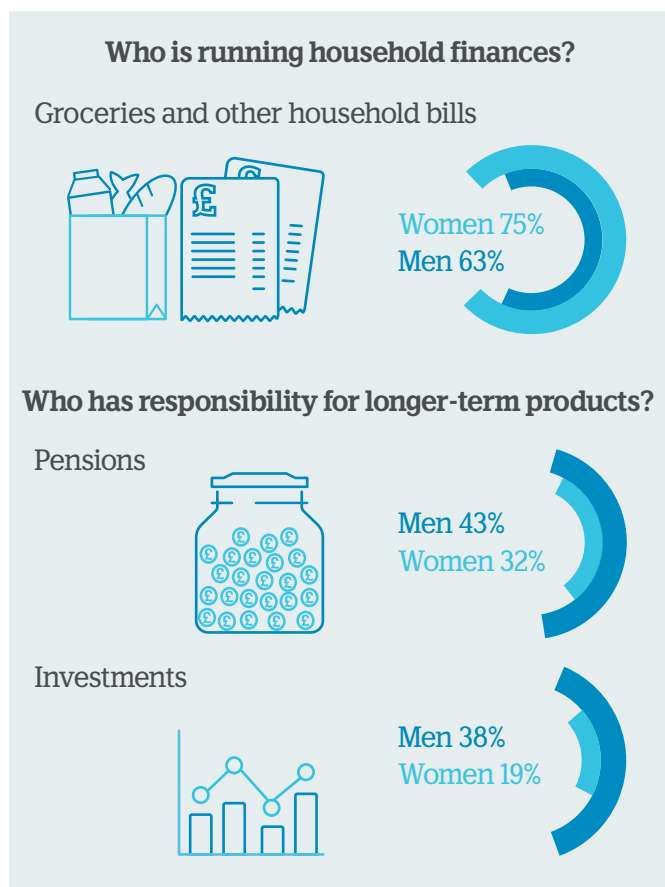 Who is running household finances?
Groceries and other household bills
£
Women 75%
Men 63%
Who has responsibility for longer-term products?
Pensions
£ £ £ £
£ £ £ £ £
£ £ £ £ £
£ £ £ £ £ £
£ £ £ £ £
Men 43%
Women 32%
Investments
Men 38%
Women 19%